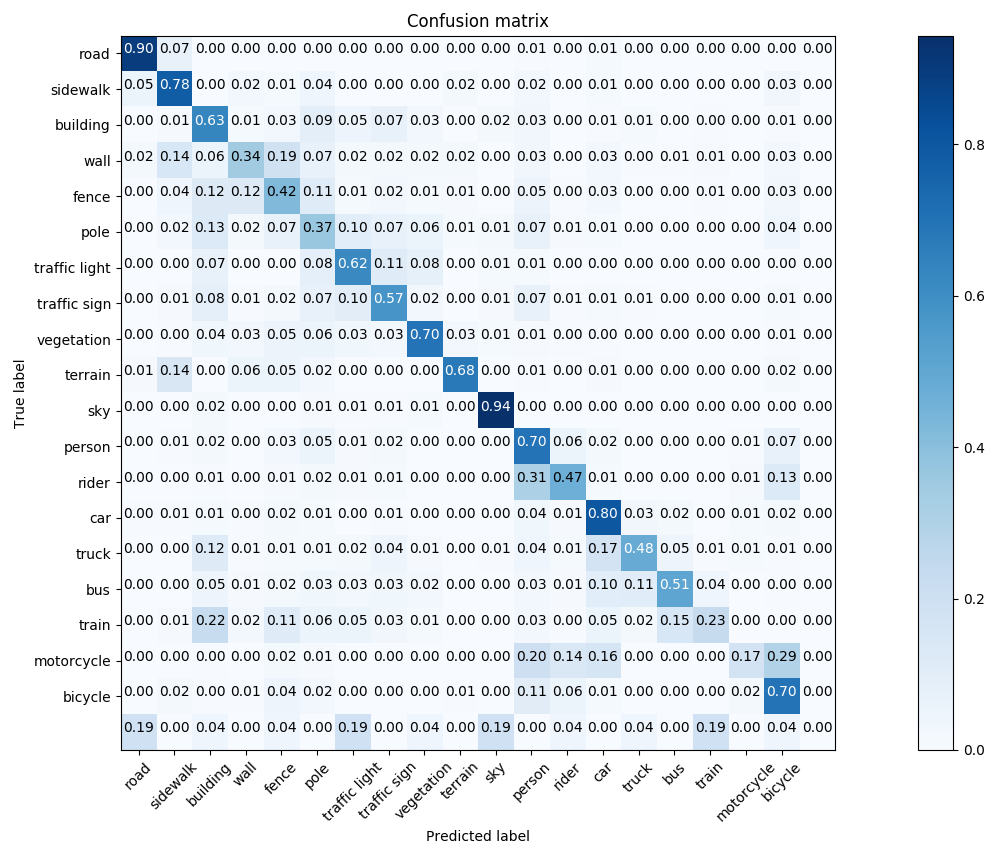 Confusion matrix
road 0.90 0.07 0.00 0.00 0.00 0.00 0.00 0.00 0.00 0.00 0.00 0.01 0.00 0.01 0.00 0.00 0.00 0.00 0.00 0.00
sidewalk 0.05 0.78 0.00 0.02 0.01 0.04 0.00 0.00 0.00 0.02 0.00 0.02 0.00 0.01 0.00 0.00 0.00 0.00 0.03 0.00
building 0.00 0.01 0.63 0.01 0.03 0.09 0.05 0.07 0.03 0.00 0.02 0.03 0.00 0.01 0.01 0.00 0.00 0.00 0.01 0.00
wall 0.02 0.14 0.06 0.34 0.19 0.07 0.02 0.02 0.02 0.02 0.00 0.03 0.00 0.03 0.00 0.01 0.01 0.00 0.03 0.00
fence 0.00 0.04 0.12 0.12 0.42 0.11 0.01 0.02 0.01 0.01 0.00 0.05 0.00 0.03 0.00 0.01 0.01 0.00 0.03 0.00
pole 0.00 0.02 0.13 0.02 0.07 0.37 0.10 0.07 0.06 0.01 0.01 0.07 0.01 0.01 0.00 0.00 0.00 0.00 0.04 0.00
traffic light 0.00 0.00 0.07 0.00 0.00 0.08 0.62 0.11 0.08 0.00 0.01 0.01 0.00 0.00 0.00 0.00 0.00 0.00 0.00 0.00
traffic sign 0.00 0.01 0.08 0.01 0.02 0.07 0.10 0.57 0.02 0.00 0.01 0.07 0.01 0.01 0.01 0.00 0.00 0.00 0.01 0.00
vegetation 0.00 0.00 0.04 0.03 0.05 0.06 0.03 0.03 0.70 0.03 0.01 0.01 0.00 0.00 0.00 0.00 0.00 0.00 0.01 0.00
terrain 0.01 0.14 0.00 0.06 0.05 0.02 0.00 0.00 0.00 0.68 0.00 0.01 0.00 0.01 0.00 0.00 0.00 0.00 0.02 0.00
sky 0.00 0.00 0.02 0.00 0.00 0.01 0.01 0.01 0.01 0.00 0.94 0.00 0.00 0.00 0.00 0.00 0.00 0.00 0.00 0.00
person 0.00 0.01 0.02 0.00 0.03 0.05 0.01 0.02 0.00 0.00 0.00 0.70 0.06 0.02 0.00 0.00 0.00 0.01 0.07 0.00
rider 0.00 0.00 0.01 0.00 0.01 0.02 0.01 0.01 0.00 0.00 0.00 0.31 0.47 0.01 0.00 0.00 0.00 0.01 0.13 0.00
car 0.00 0.01 0.01 0.00 0.02 0.01 0.00 0.01 0.00 0.00 0.00 0.04 0.01 0.80 0.03 0.02 0.00 0.01 0.02 0.00
truck 0.00 0.00 0.12 0.01 0.01 0.01 0.02 0.04 0.01 0.00 0.01 0.04 0.01 0.17 0.48 0.05 0.01 0.01 0.01 0.00
bus 0.00 0.00 0.05 0.01 0.02 0.03 0.03 0.03 0.02 0.00 0.00 0.03 0.01 0.10 0.11 0.51 0.04 0.00 0.00 0.00
train 0.00 0.01 0.22 0.02 0.11 0.06 0.05 0.03 0.01 0.00 0.00 0.03 0.00 0.05 0.02 0.15 0.23 0.00 0.00 0.00
motorcycle 0.00 0.00 0.00 0.00 0.02 0.01 0.00 0.00 0.00 0.00 0.00 0.20 0.14 0.16 0.00 0.00 0.00 0.17 0.29 0.00
bicycle 0.00 0.02 0.00 0.01 0.04 0.02 0.00 0.00 0.00 0.01 0.00 0.11 0.06 0.01 0.00 0.00 0.00 0.02 0.70 0.00
0.19 0.00 0.04 0.00 0.04 0.00 0.19 0.00 0.04 0.00 0.19 0.00 0.04 0.00 0.04 0.00 0.19 0.00 0.04 0.00
road sidewalk building wall fence pole traffic light traffic sign vegetation terrain sky person rider car truck bus train motorcycle bicycle
Predicted label
True label
0.8
0.6
0.4
0.2
0.0